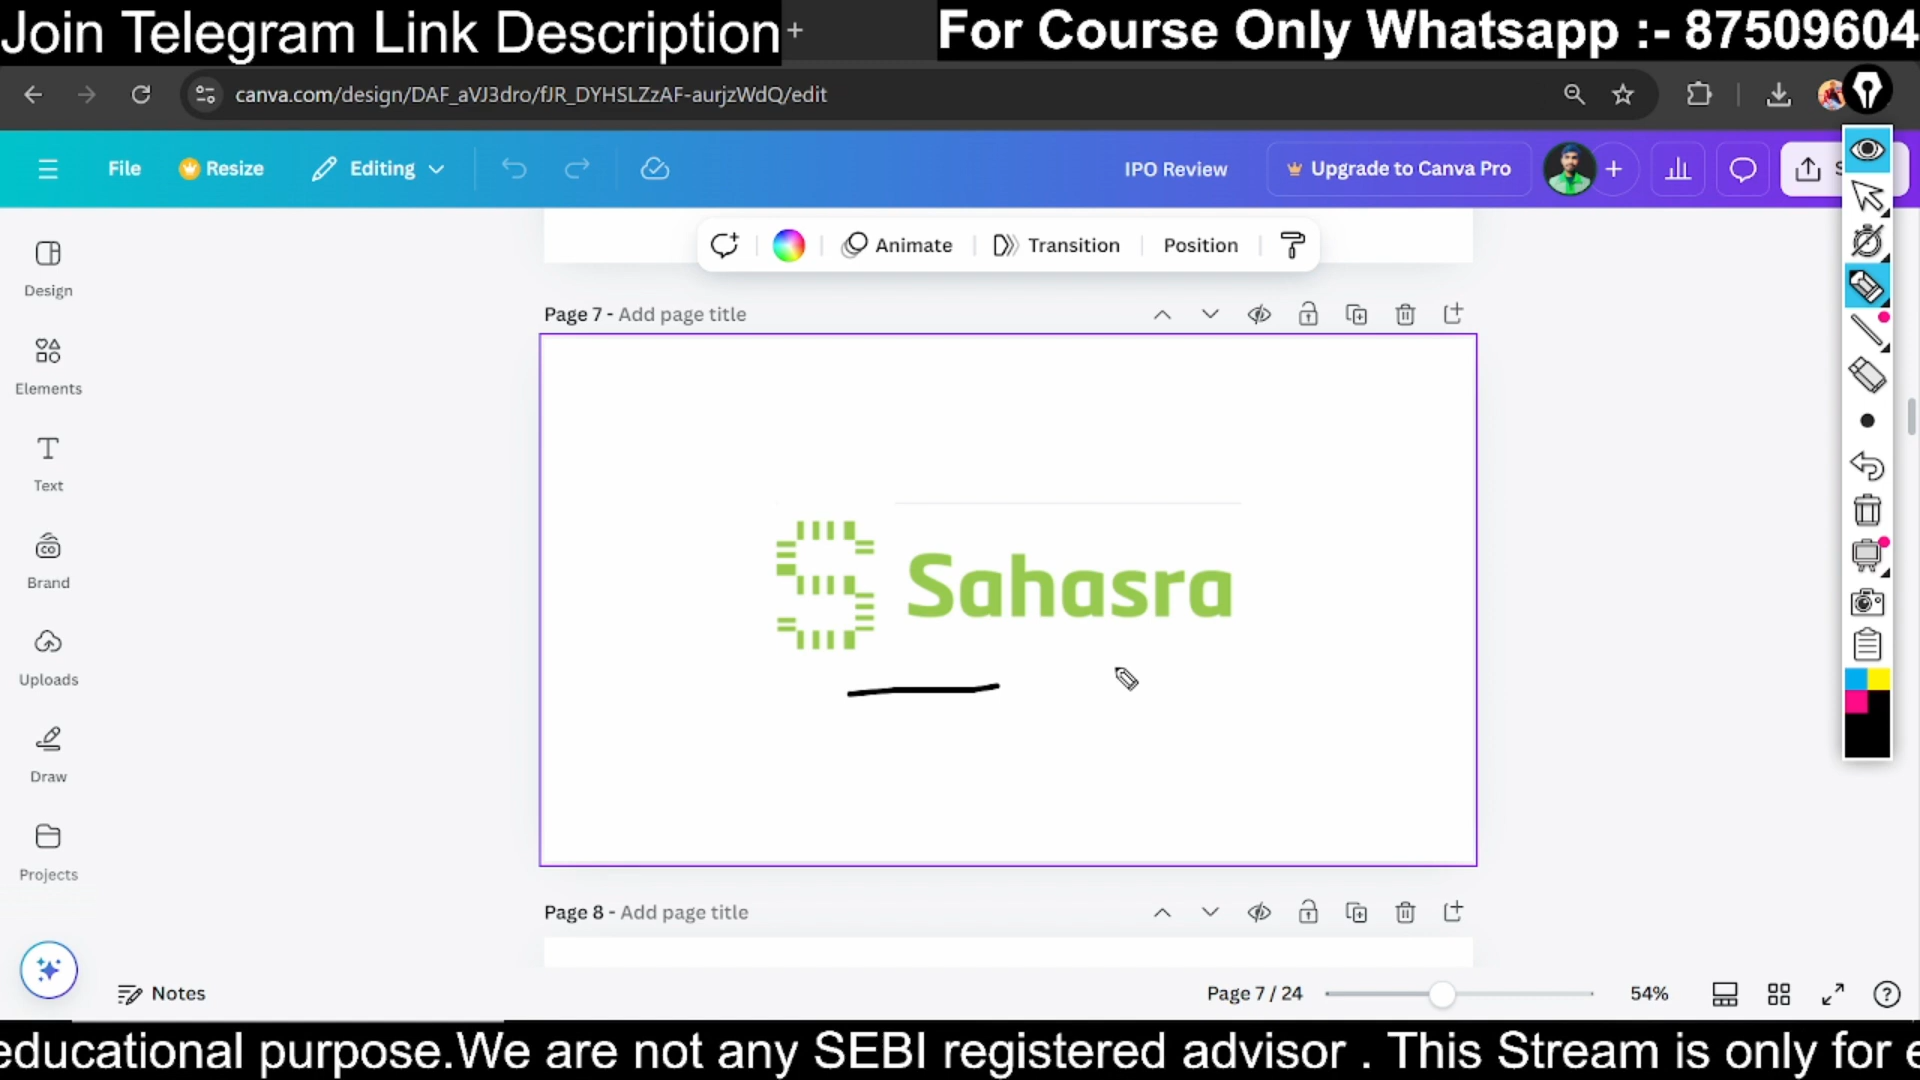 Join Telegram Link Description
+
For Course Only Whatsapp :- 87509604
canva.com/design/DAF_aVJ3dro/fJR_DYHSLZzAF-aurjzWdQ/edit
File
Resize
Editing
IPO Review
Upgrade to Canva Pro
+
S
Animate
Transition
Position
Design
Elements
Text
Brand
Uploads
Draw
Projects
Page 7 - Add page title
Sahasra
Page 8 - Add page title
Notes
Page 7 / 24
54%
educational purpose.We are not any SEBI registered advisor . This Stream is only for e